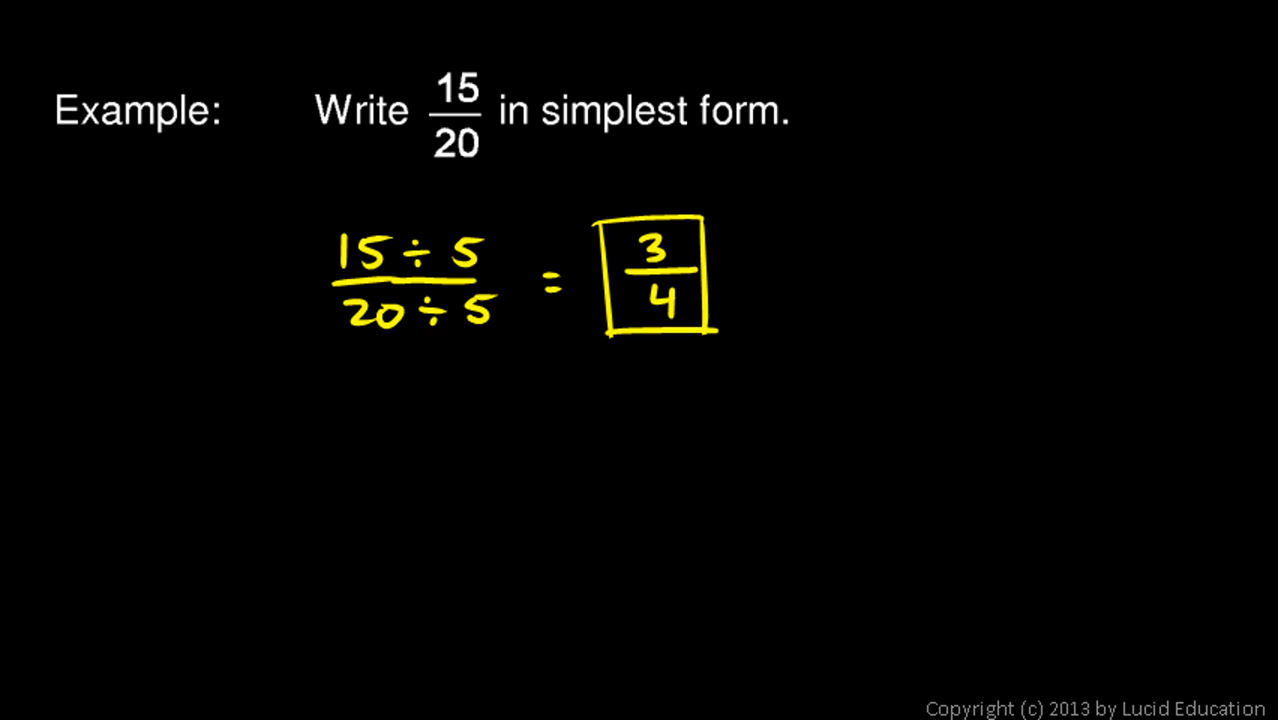 Example: Write 15/20 in simplest form.
15 ÷ 5 / 20 ÷ 5 = 3/4
Copyright (c) 2013 by Lucid Education